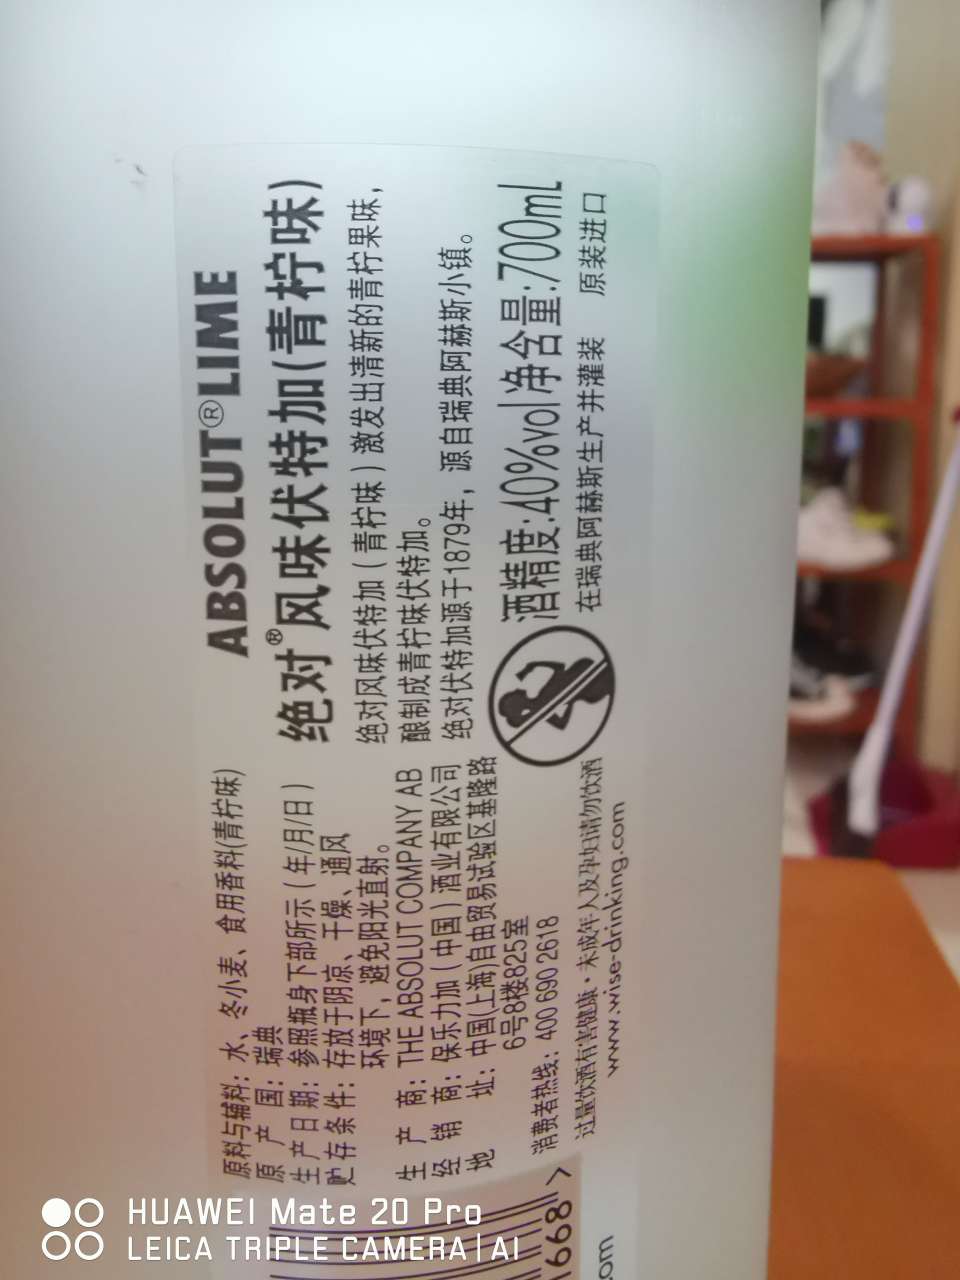 ABSOLUT® LIME
绝对®风味伏特加(青柠味)
绝对风味伏特加(青柠味)激发出清新的青柠果味,
酿制成青柠味伏特加。
绝对伏特加源于1879年,源自瑞典阿赫斯小镇。
酒精度:40%vol 净含量:700mL
在瑞典阿赫斯生产并灌装 原装进口
原料与辅料:水、冬小麦、食用香料(青柠味)
原产国:瑞典
生产日期:参照瓶身下部所示(年/月/日)
贮存条件:存放于阴凉、干燥、通风
环境下,避免阳光直射。
生产商:THE ABSOLUT COMPANY AB
经销商:保乐力加(中国)酒业有限公司
地址:中国(上海)自由贸易试验区基隆路
6号8楼825室
消费者热线:400 690 2618
过量饮酒有害健康·未成年人及孕妇请勿饮酒
www.wise-drinking.com
1668 >
om
HUAWEI Mate 20 Pro
LEICA TRIPLE CAMERA | AI